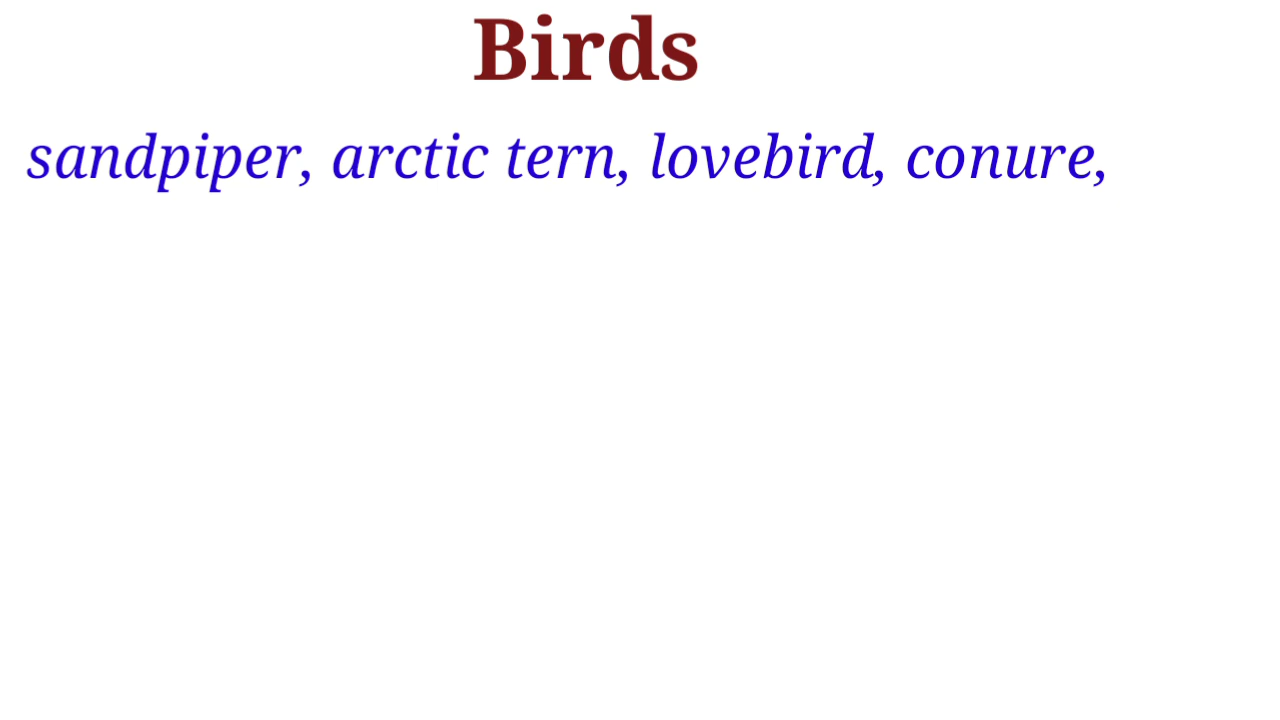 Birds
sandpiper, arctic tern, lovebird, conure,